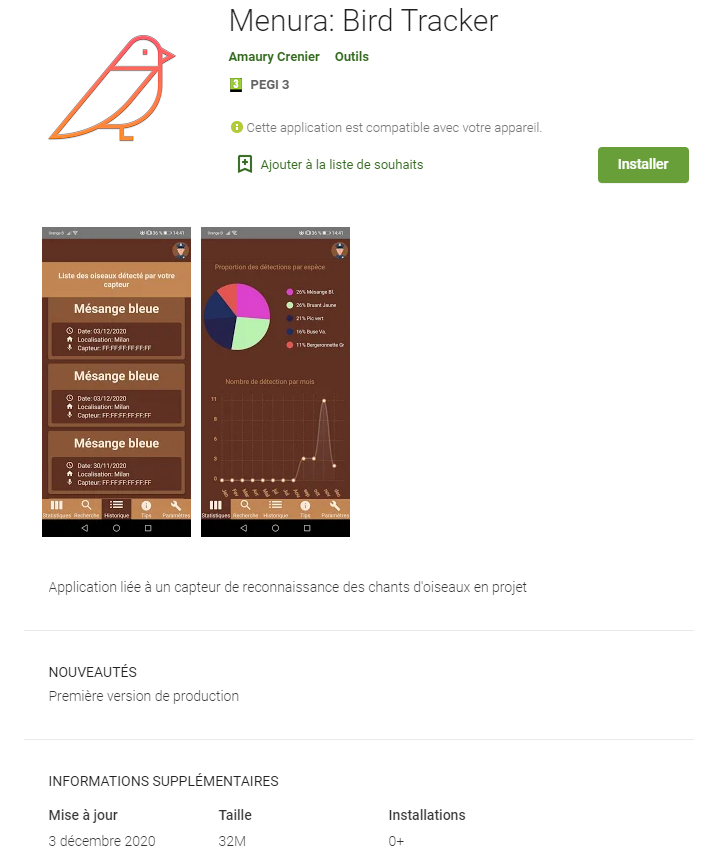 Menura: Bird Tracker
Amaury Crenier Outils
3 PEGI 3
Cette application est compatible avec votre appareil.
Ajouter à la liste de souhaits
Installer
Orange B 36 % 14:41
Liste des oiseaux détecté par votre
capteur
Mésange bleue
Date: 03/12/2020
Localisation: Milan
Capteur: FF:FF:FF:FF:FF:FF
Mésange bleue
Date: 03/12/2020
Localisation: Milan
Capteur: FF:FF:FF:FF:FF:FF
Mésange bleue
Date: 30/11/2020
Localisation: Milan
Capteur: FF:FF:FF:FF:FF:FF
Statistiques Recherche Historique Tips Paramètres
Orange B 36 % 14:41
Proportion des détections par espèce
26% Mésange Bl.
26% Bruant Jaune
21% Pic vert
16% Buse Va.
11% Bergeronnette Gr
Nombre de détection par mois
11
8
6
3
0
Statistiques Recherche Historique Tips Paramètres
Application liée à un capteur de reconnaissance des chants d'oiseaux en projet
NOUVEAUTÉS
Première version de production
INFORMATIONS SUPPLÉMENTAIRES
Mise à jour Taille Installations
3 décembre 2020 32M 0+